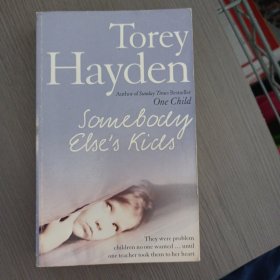 Torey
Hayden
Author of Sunday Times Bestseller
One Child
Somebody
Else's Kids
They were problem
children no one wanted ... until
one teacher took them to her heart